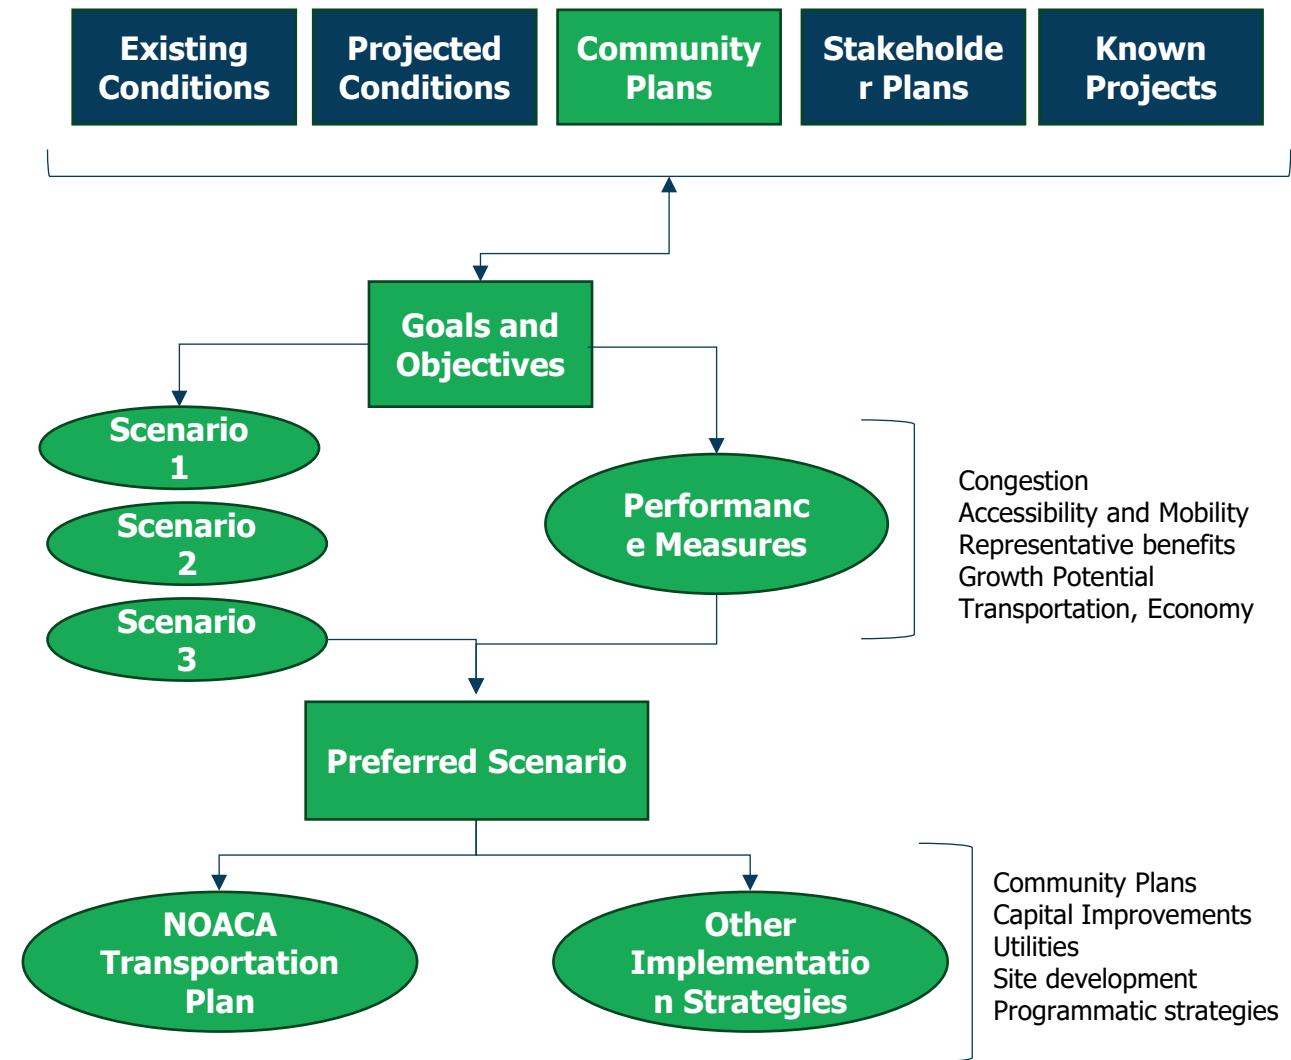 Existing
Conditions
Projected
Conditions
Community
Plans
Stakeholde
r Plans
Known
Projects
Goals and
Objectives
Scenario
1
Scenario
2
Scenario
3
Performanc
e Measures
Congestion
Accessibility and Mobility
Representative benefits
Growth Potential
Transportation, Economy
Preferred Scenario
NOACA
Transportation
Plan
Other
Implementatio
n Strategies
Community Plans
Capital Improvements
Utilities
Site development
Programmatic strategies